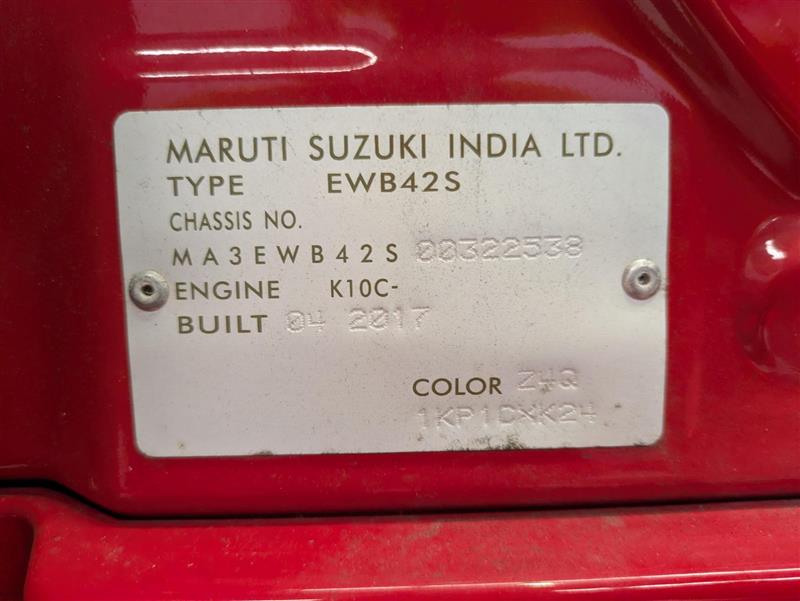 MARUTI SUZUKI INDIA LTD.
TYPE EWB42S
CHASSIS NO.
MA3EWB42S 00322538
ENGINE K10C-
BUILT 04 2017
COLOR Z4Q
1KP1CXK24